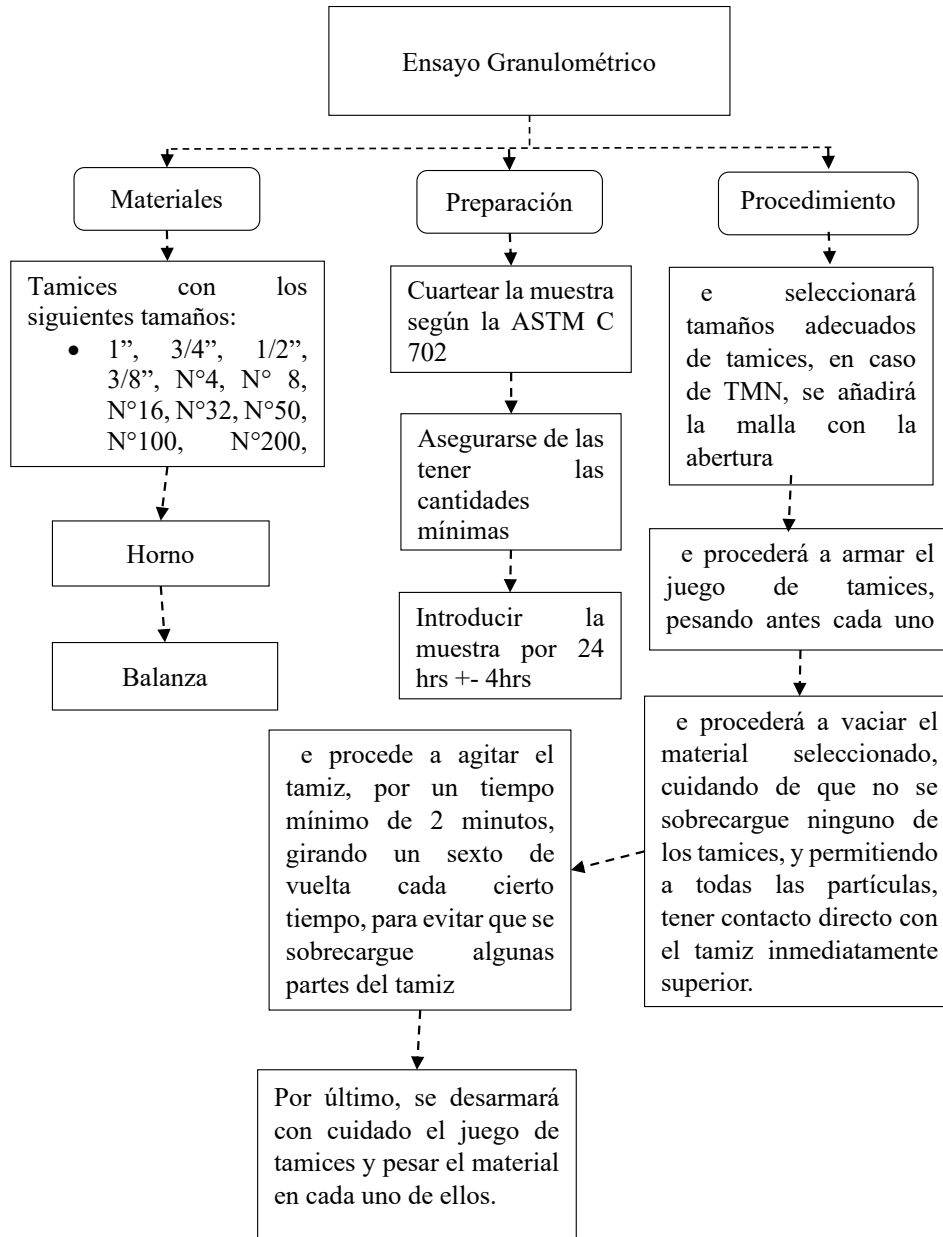 Ensayo Granulométrico
Materiales
Tamices con los
siguientes tamaños:
• 1”, 3/4”, 1/2”,
3/8”, N°4, N° 8,
N°16, N°32, N°50,
N°100, N°200,
Horno
Balanza
Preparación
Cuartear la muestra
según la ASTM C
702
Asegurarse de las
tener las
cantidades
mínimas
Introducir la
muestra por 24
hrs +- 4hrs
Procedimiento
e seleccionará
tamaños adecuados
de tamices, en caso
de TMN, se añadirá
la malla con la
abertura
e procederá a armar el
juego de tamices,
pesando antes cada uno
e procederá a vaciar el
material seleccionado,
cuidando de que no se
sobrecargue ninguno de
los tamices, y permitiendo
a todas las partículas,
tener contacto directo con
el tamiz inmediatamente
superior.
e procede a agitar el
tamiz, por un tiempo
mínimo de 2 minutos,
girando un sexto de
vuelta cada cierto
tiempo, para evitar que se
sobrecargue algunas
partes del tamiz
Por último, se desarmará
con cuidado el juego de
tamices y pesar el material
en cada uno de ellos.